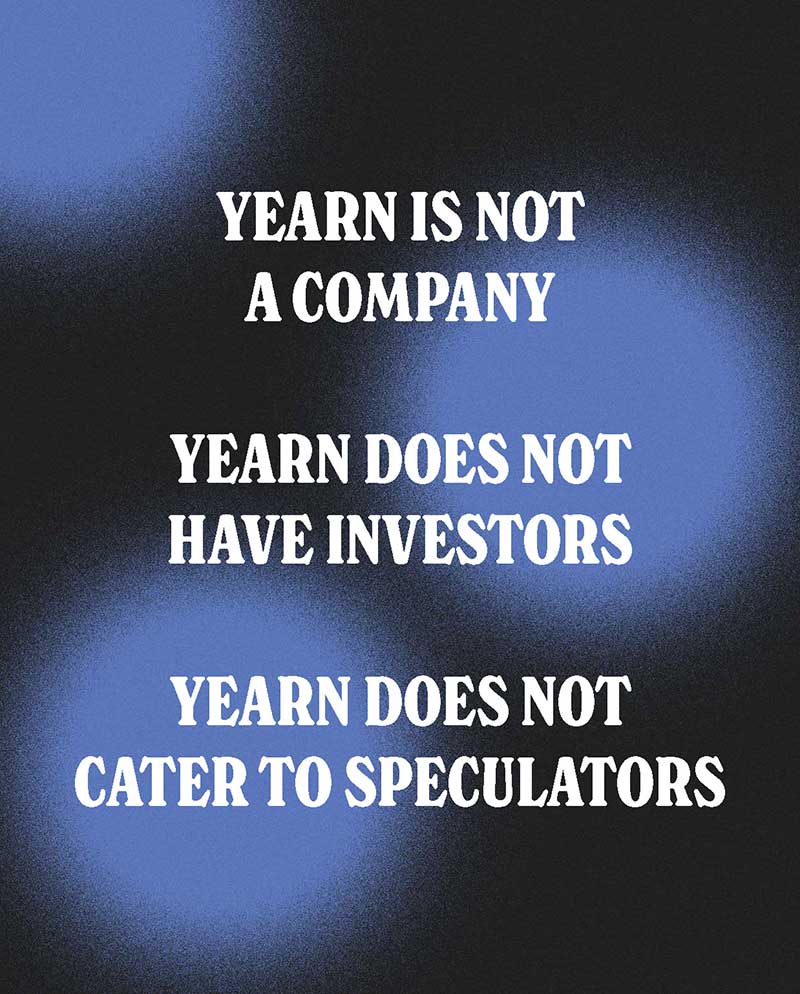 YEARN IS NOT
A COMPANY
YEARN DOES NOT
HAVE INVESTORS
YEARN DOES NOT
CATER TO SPECULATORS